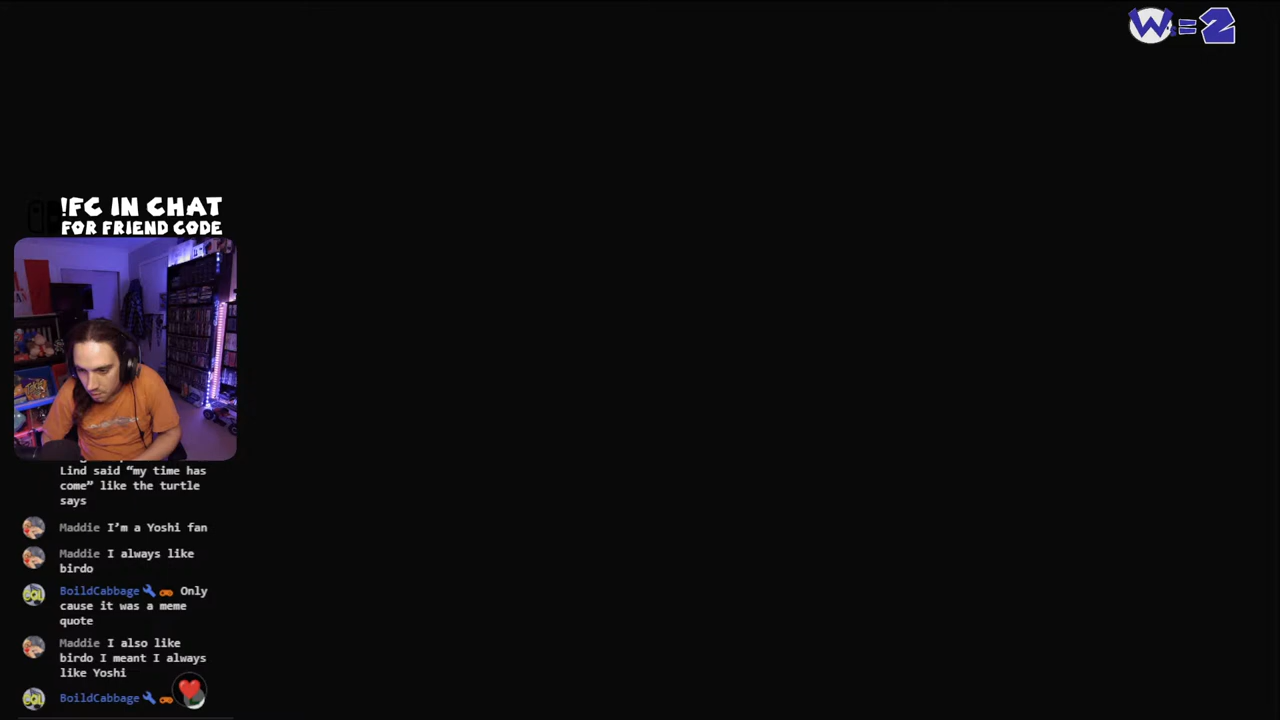 W=2
!FC IN CHAT
FOR FRIEND CODE
Lind said “my time has
come” like the turtle
says
Maddie I’m a Yoshi fan
Maddie I always like
birdo
BoildCabbage Only
cause it was a meme
quote
Maddie I also like
birdo I meant I always
like Yoshi
BoildCabbage